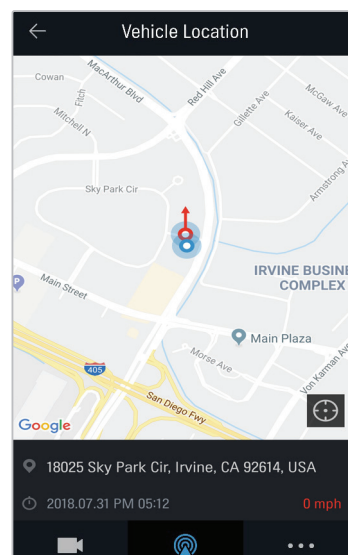 Vehicle Location
Cowan
Fitch
MacArthur Blvd
Red Hill Ave
McGaw Ave
Gillette Ave
Kaiser Ave
Mitchell N
Armstrong
Sky Park Cir
IRVINE BUSINE
COMPLEX
P
Main Street
Main Plaza
Morse Ave
405
Von Karman Av
San Diego Fwy
Google
18025 Sky Park Cir, Irvine, CA 92614, USA
2018.07.31 PM 05:12
0 mph